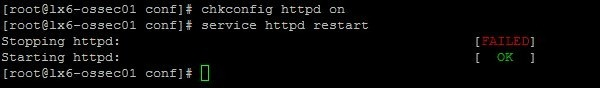 [root@lx6-ossec01 conf]# chkconfig httpd on
[root@lx6-ossec01 conf]# service httpd restart
Stopping httpd: [FAILED]
Starting httpd: [  OK  ]
[root@lx6-ossec01 conf]#